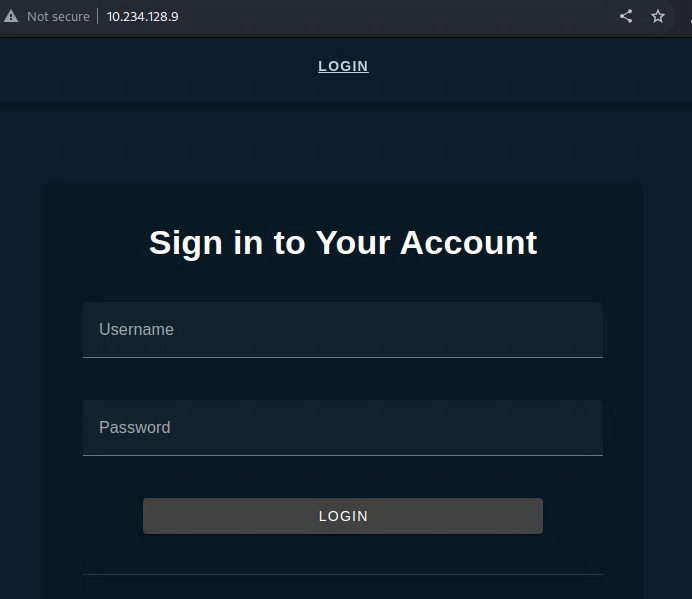 Not secure 10.234.128.9
LOGIN
Sign in to Your Account
Username
Password
LOGIN